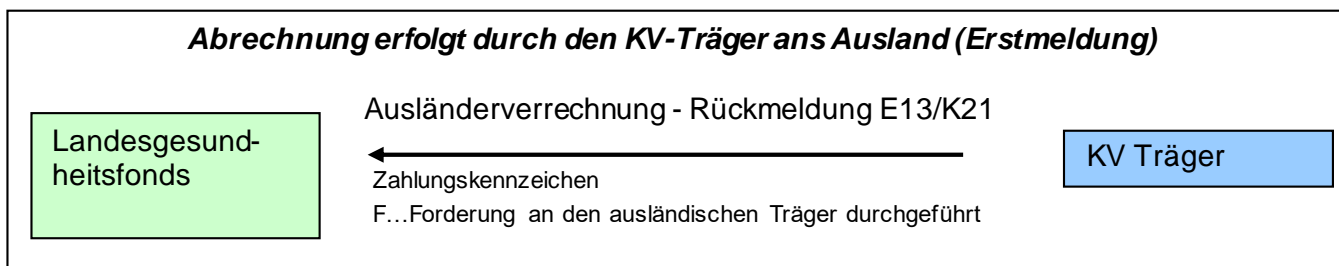 Abrechnung erfolgt durch den KV-Träger ans Ausland (Erstmeldung)
Ausländerverrechnung - Rückmeldung E13/K21
Landesgesund-
heitsfonds
KV Träger
Zahlungskennzeichen
F…Forderung an den ausländischen Träger durchgeführt